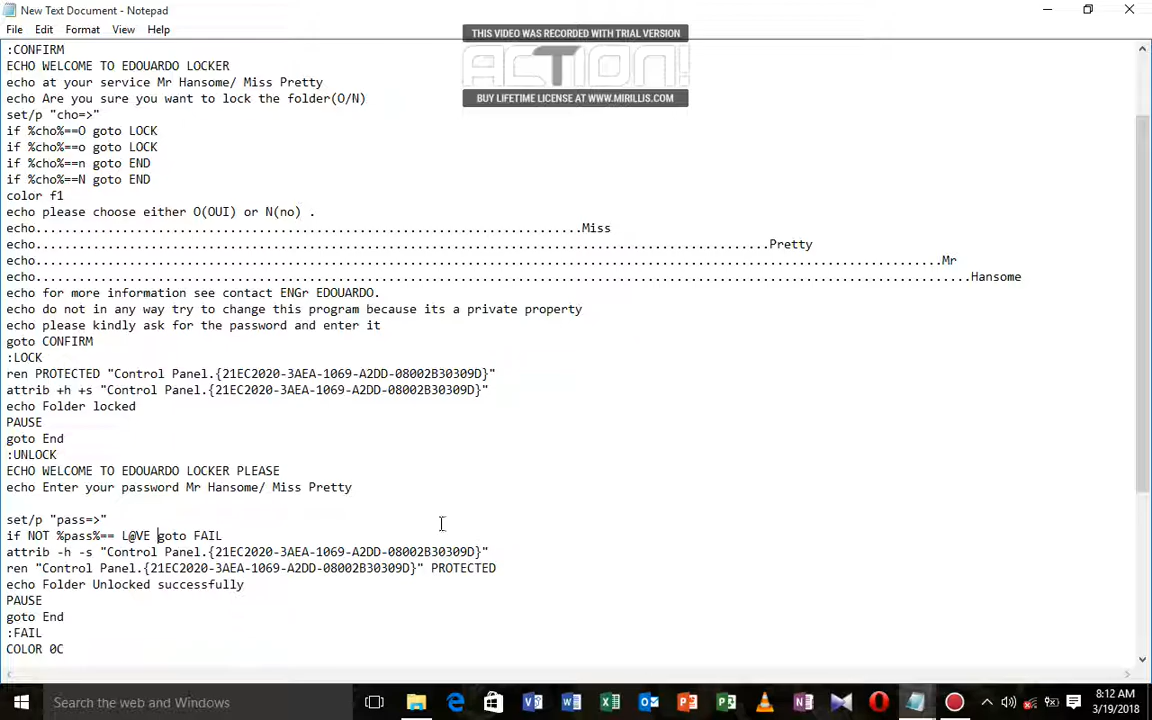 New Text Document - Notepad
File Edit Format View Help
THIS VIDEO WAS RECORDED WITH TRIAL VERSION
ACTION!
BUY LIFETIME LICENSE AT WWW.MIRILLIS.COM
:CONFIRM
ECHO WELCOME TO EDOUARDO LOCKER
echo at your service Mr Hansome/ Miss Pretty
echo Are you sure you want to lock the folder(O/N)
set/p "cho=>"
if %cho%==O goto LOCK
if %cho%==o goto LOCK
if %cho%==n goto END
if %cho%==N goto END
color f1
echo please choose either O(OUI) or N(no) .
echo............................................................................Miss
echo......................................................................................................Pretty
echo..............................................................................................................................Mr
echo..................................................................................................................................Hansome
echo for more information see contact ENGr EDOUARDO.
echo do not in any way try to change this program because its a private property
echo please kindly ask for the password and enter it
goto CONFIRM
:LOCK
ren PROTECTED "Control Panel.{21EC2020-3AEA-1069-A2DD-08002B30309D}"
attrib +h +s "Control Panel.{21EC2020-3AEA-1069-A2DD-08002B30309D}"
echo Folder locked
PAUSE
goto End
:UNLOCK
ECHO WELCOME TO EDOUARDO LOCKER PLEASE
echo Enter your password Mr Hansome/ Miss Pretty
set/p "pass=>"
if NOT %pass%== L@VE goto FAIL
attrib -h -s "Control Panel.{21EC2020-3AEA-1069-A2DD-08002B30309D}"
ren "Control Panel.{21EC2020-3AEA-1069-A2DD-08002B30309D}" PROTECTED
echo Folder Unlocked successfully
PAUSE
goto End
:FAIL
COLOR 0C
Search the web and Windows
8:12 AM
3/19/2018